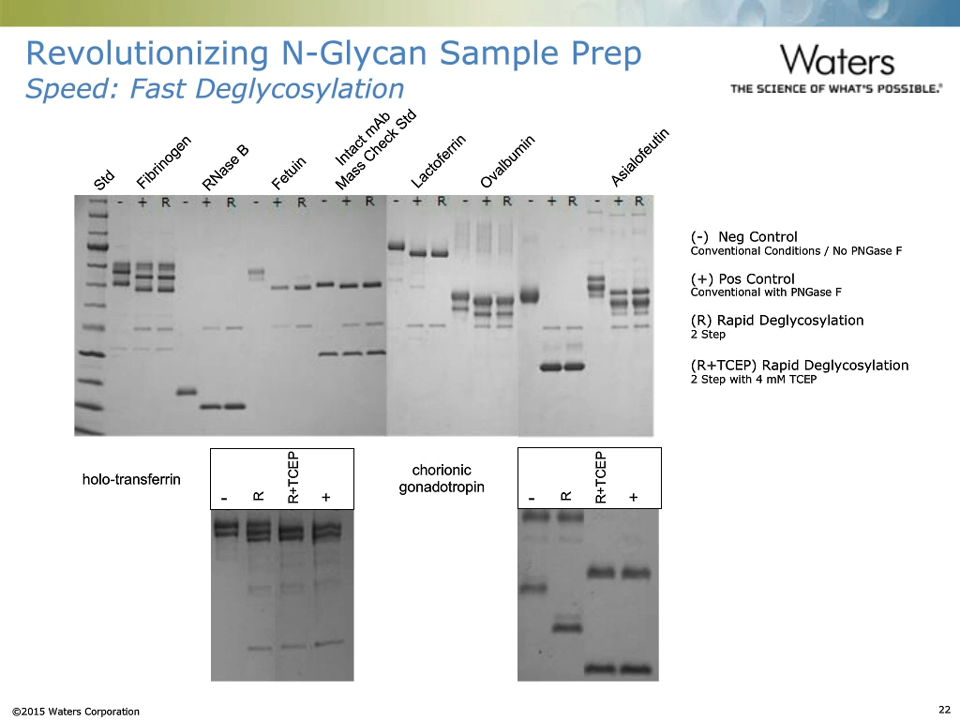 Revolutionizing N-Glycan Sample Prep
Speed: Fast Deglycosylation
Waters
THE SCIENCE OF WHAT'S POSSIBLE.®
Std
Fibrinogen
RNase B
Fetuin
Intact mAb
Mass Check Std
Lactoferrin
Ovalbumin
Asialofeutin
- + R - + R - + R - + R - + R - + R - + R - + R
(-) Neg Control
Conventional Conditions / No PNGase F
(+) Pos Control
Conventional with PNGase F
(R) Rapid Deglycosylation
2 Step
(R+TCEP) Rapid Deglycosylation
2 Step with 4 mM TCEP
holo-transferrin
- R R+TCEP +
chorionic
gonadotropin
- R R+TCEP +
©2015 Waters Corporation
22